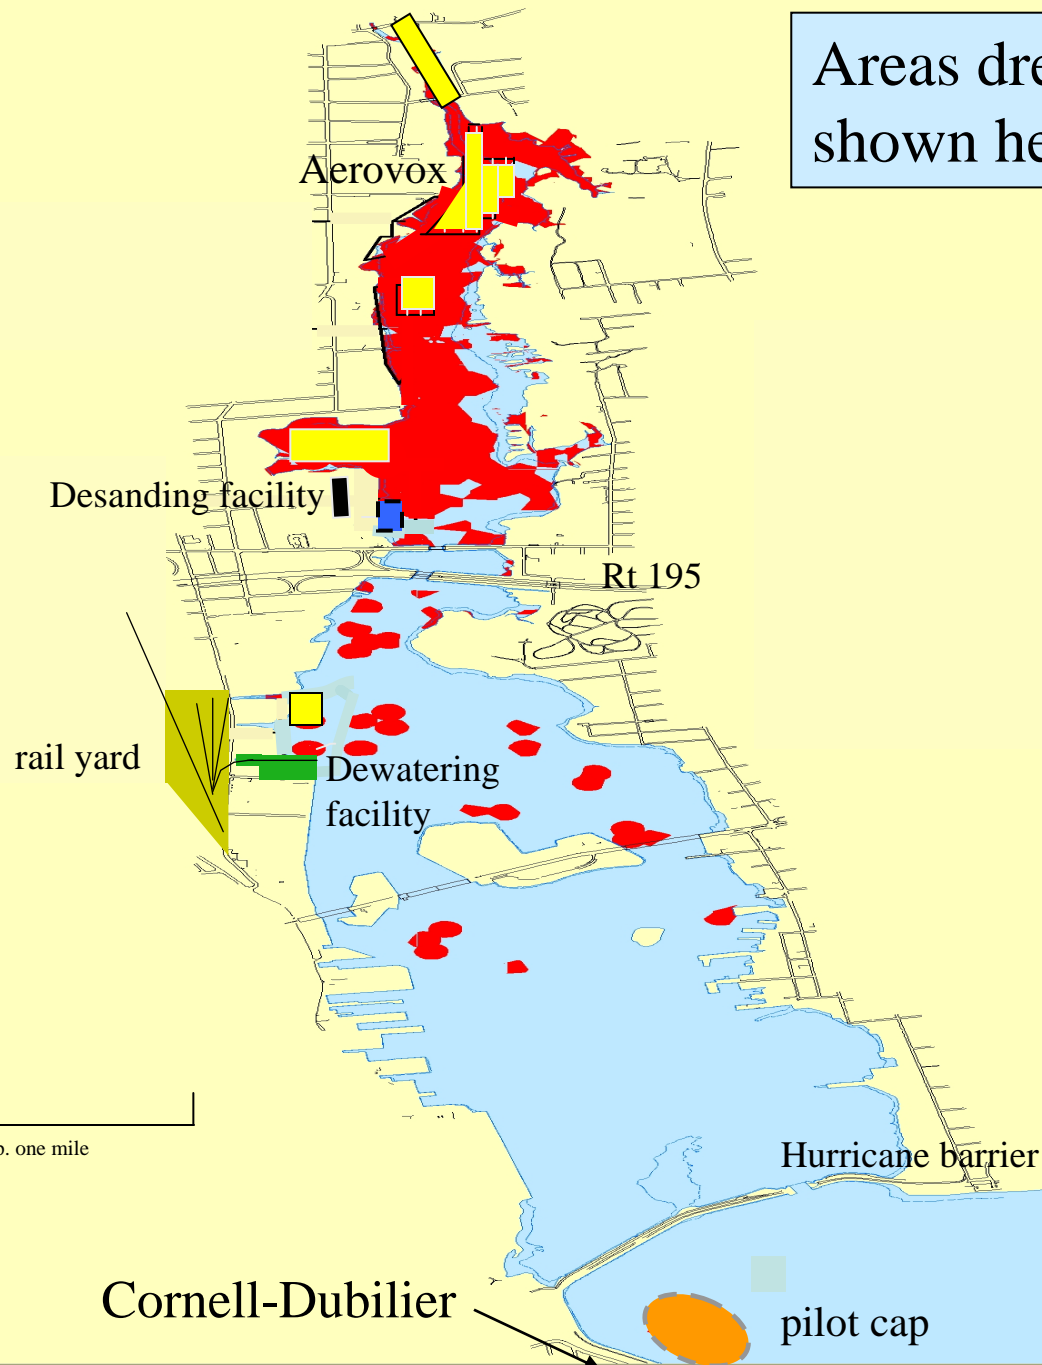 Areas dre
shown he
Aerovox
Desanding facility
Rt 195
rail yard
Dewatering
facility
. one mile
Hurricane barrier
Cornell-Dubilier
pilot cap